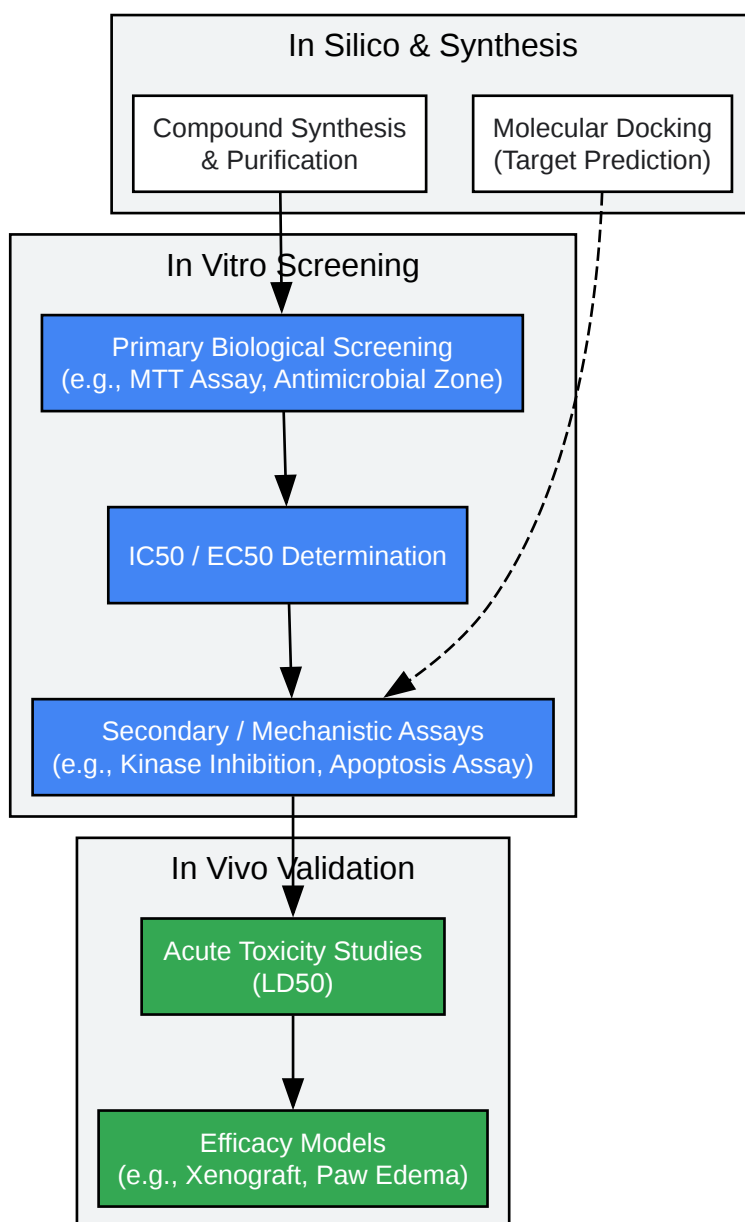 In Silico & Synthesis
Compound Synthesis
& Purification
Molecular Docking
(Target Prediction)
In Vitro Screening
Primary Biological Screening
(e.g., MTT Assay, Antimicrobial Zone)
IC50 / EC50 Determination
Secondary / Mechanistic Assays
(e.g., Kinase Inhibition, Apoptosis Assay)
In Vivo Validation
Acute Toxicity Studies
(LD50)
Efficacy Models
(e.g., Xenograft, Paw Edema)